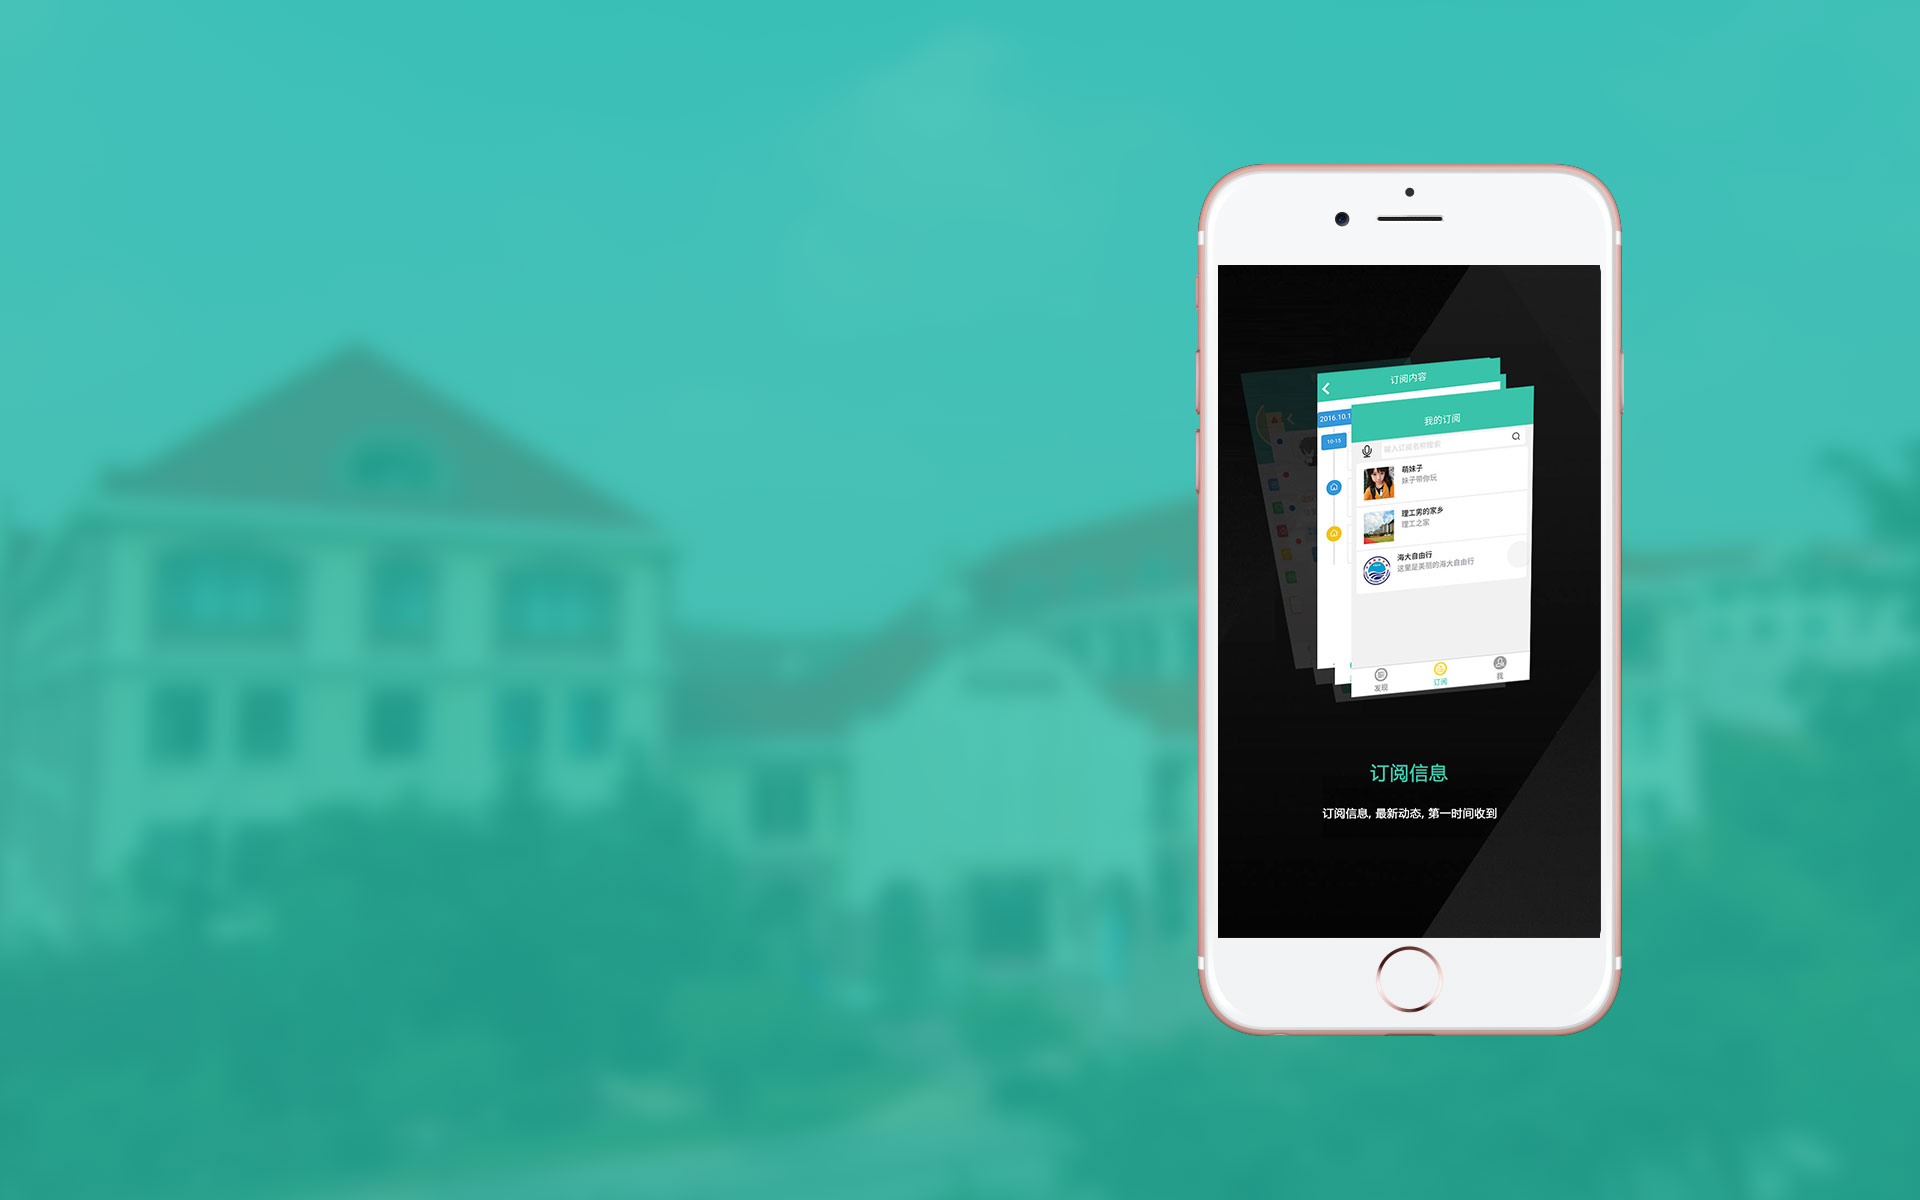 订阅内容
2016.10.1
10-15
我的订阅
输入订阅名称搜索
萌妹子
妹子带你玩
理工男的家乡
理工之家
海大自由行
这里是美丽的海大自由行
发现
订阅
我
订阅信息
订阅信息, 最新动态, 第一时间收到